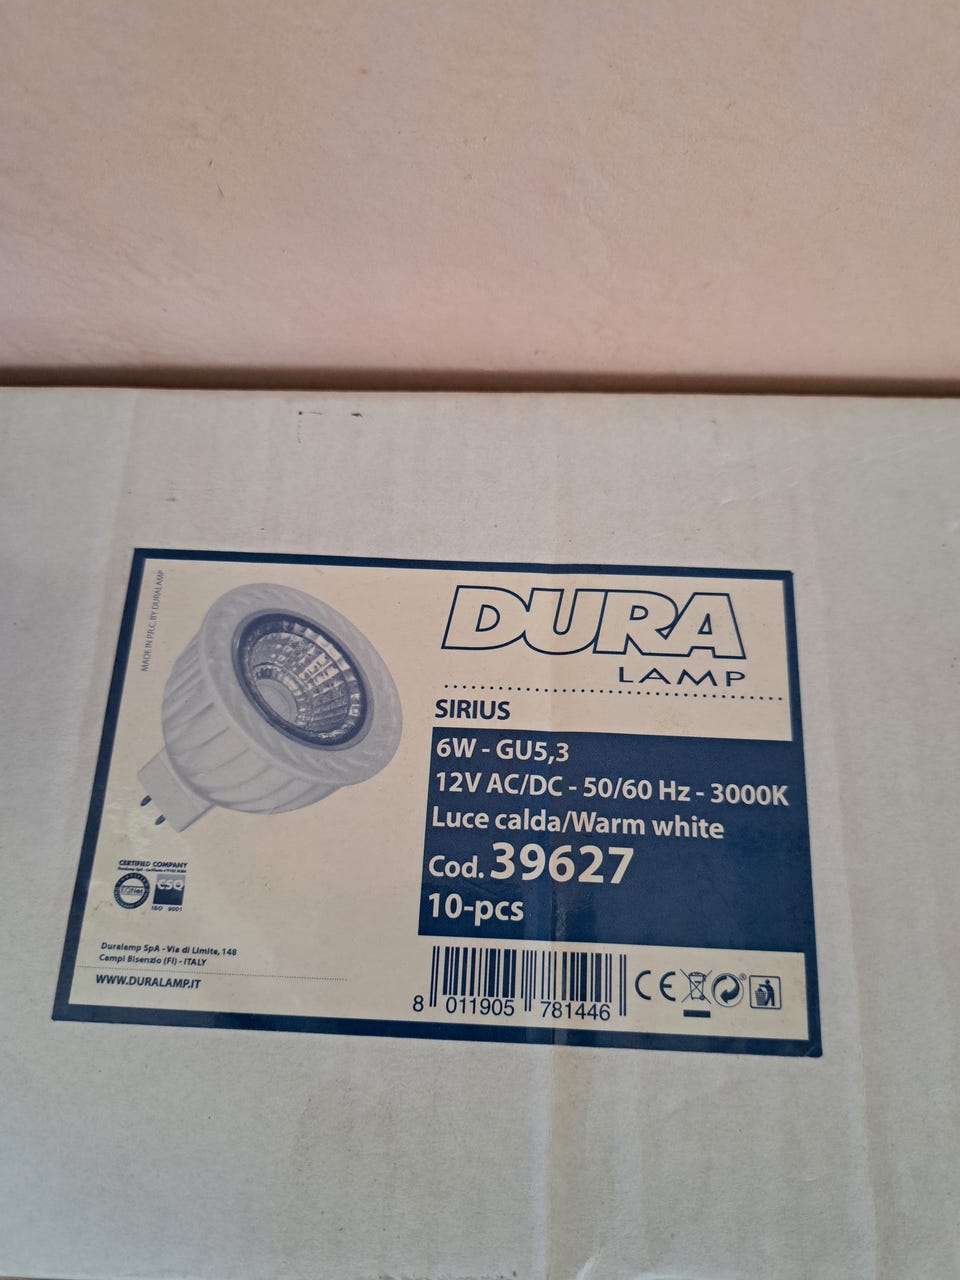 MADE IN P.R.C. BY DURALAMP
DURA
LAMP
SIRIUS
6W - GU5,3
12V AC/DC - 50/60 Hz - 3000K
Luce calda/Warm white
Cod. 39627
10-pcs
CERTIFIED COMPANY
CSQ
ISO 9001
Duralamp SpA - Via di Limite, 148
Campi Bisenzio (FI) - ITALY
WWW.DURALAMP.IT
8 011905 781446
CE